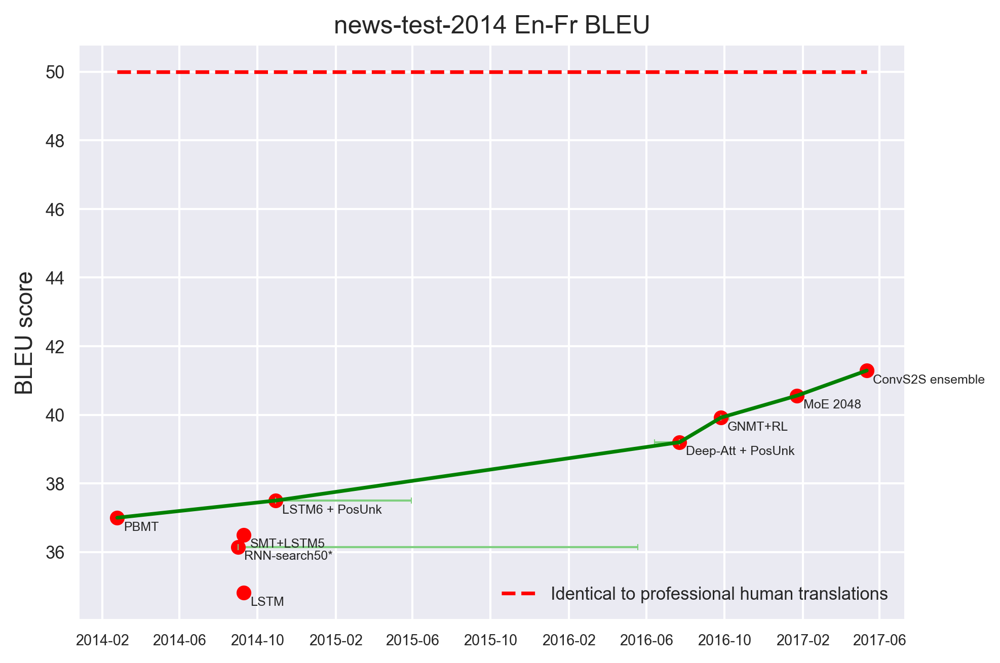 news-test-2014 En-Fr BLEU
BLEU score
50
48
46
44
42
40
38
36
ConvS2S ensemble
MoE 2048
GNMT+RL
Deep-Att + PosUnk
LSTM6 + PosUnk
PBMT
SMT+LSTM5
RNN-search50*
LSTM
Identical to professional human translations
2014-02 2014-06 2014-10 2015-02 2015-06 2015-10 2016-02 2016-06 2016-10 2017-02 2017-06